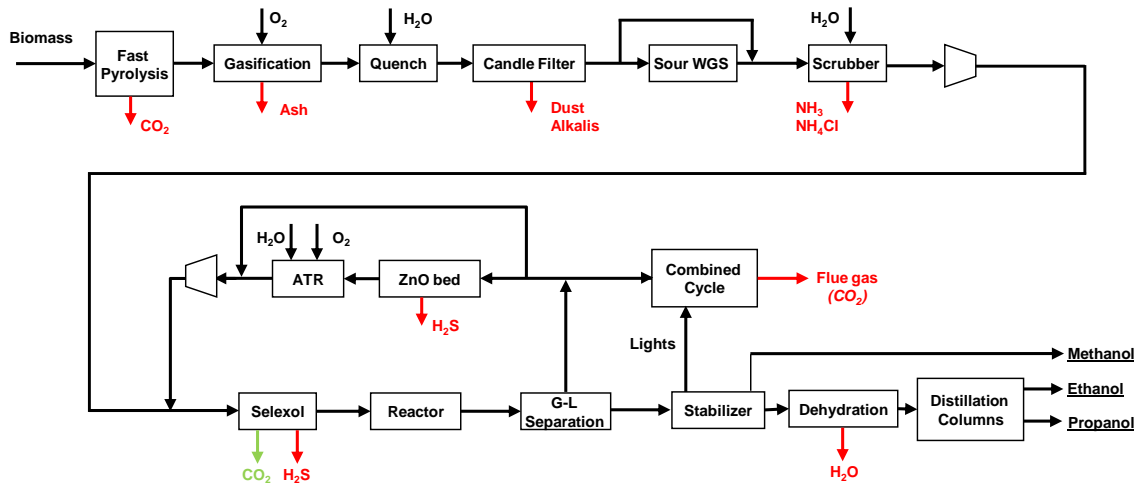 O₂
H₂O
H₂O
Biomass
Fast
Pyrolysis
Gasification
Quench
Candle Filter
Sour WGS
Scrubber
CO₂
Ash
Dust
Alkalis
NH₃
NH₄Cl
H₂O
O₂
ATR
ZnO bed
Combined
Cycle
Flue gas
(CO₂)
H₂S
Lights
Methanol
Selexol
Reactor
G-L
Separation
Stabilizer
Dehydration
Distillation
Columns
Ethanol
Propanol
CO₂
H₂S
H₂O